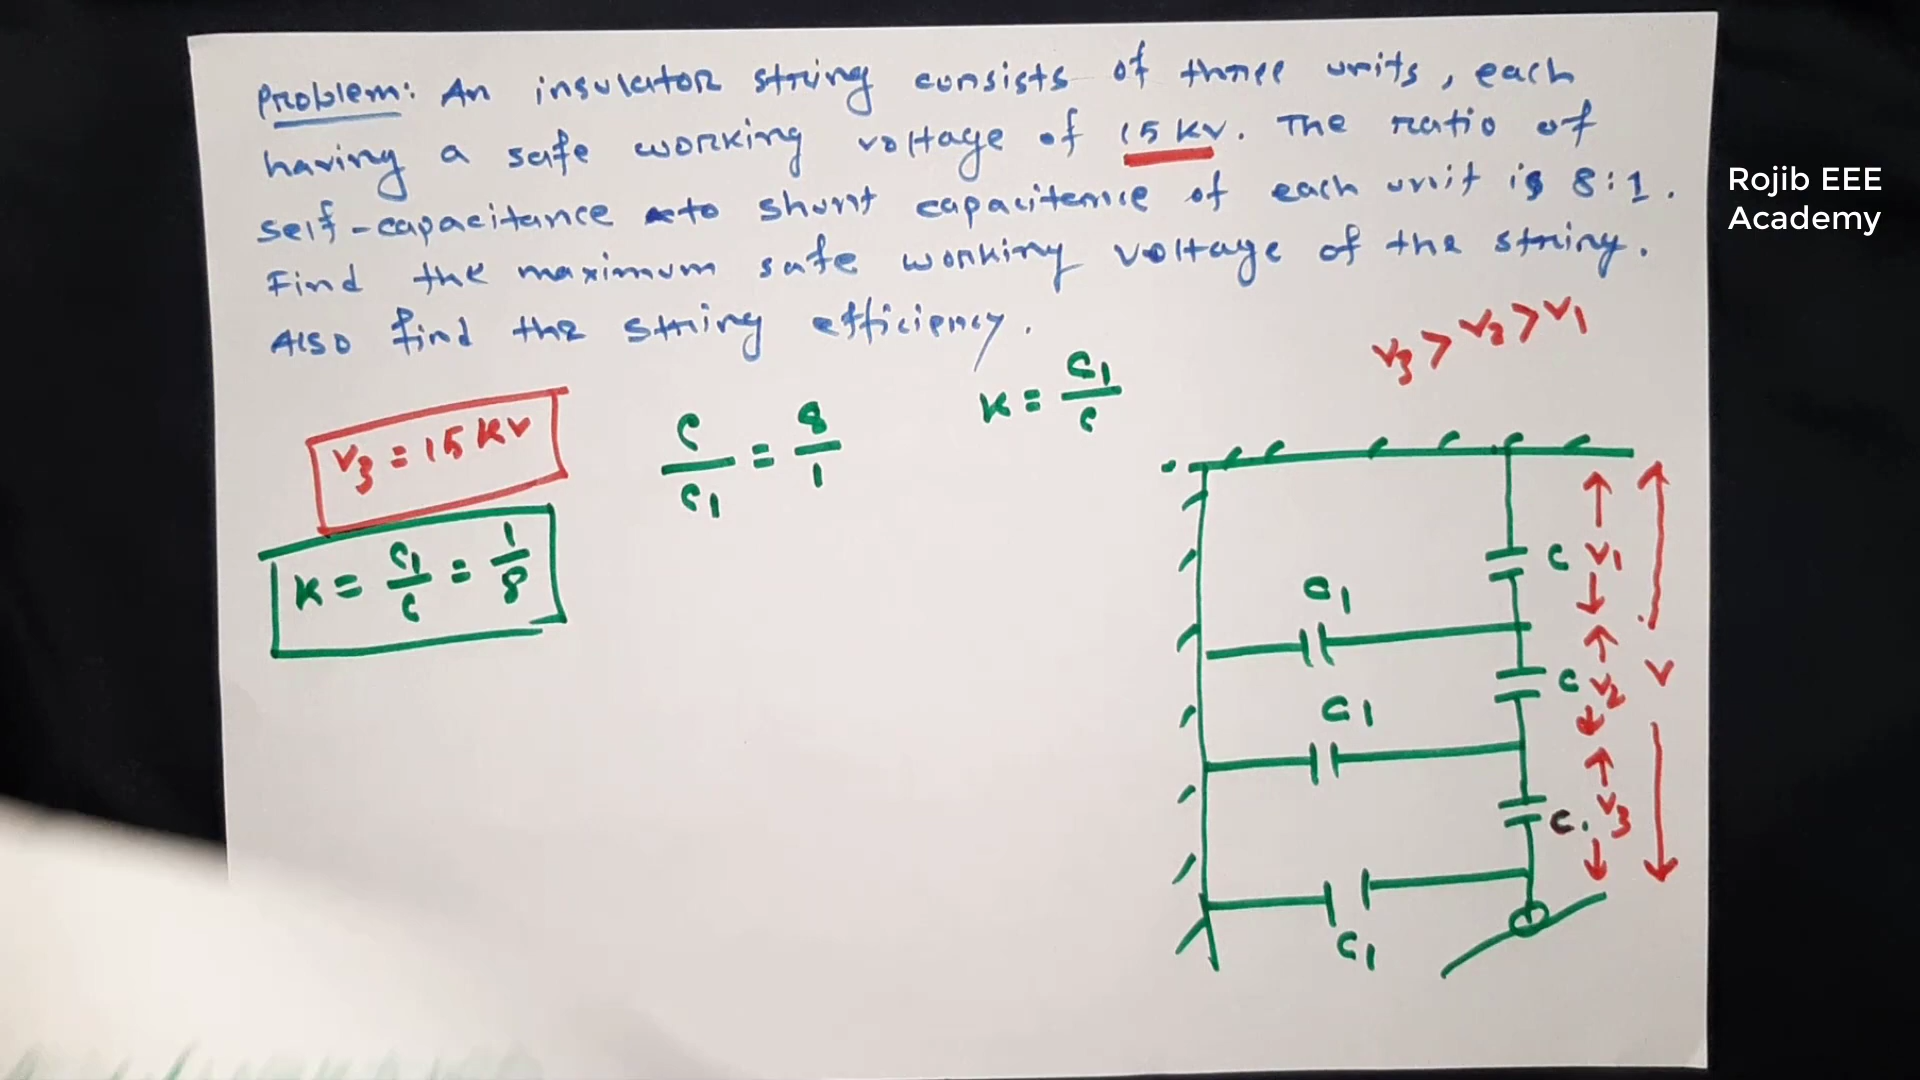 Problem: An insulator string consists of three units, each
having a safe working voltage of 15 kv. The ratio of
self-capacitance to shunt capacitance of each unit is 8:1.
Find the maximum safe working voltage of the string.
Also find the string efficiency.
Rojib EEE
Academy
V3 > V2 > V1
V3 = 15 KV
C/C1 = 8/1
K = C1/C
K = C1/C = 1/8
C V1
C1
C V2 V
C1
C. V3
C1